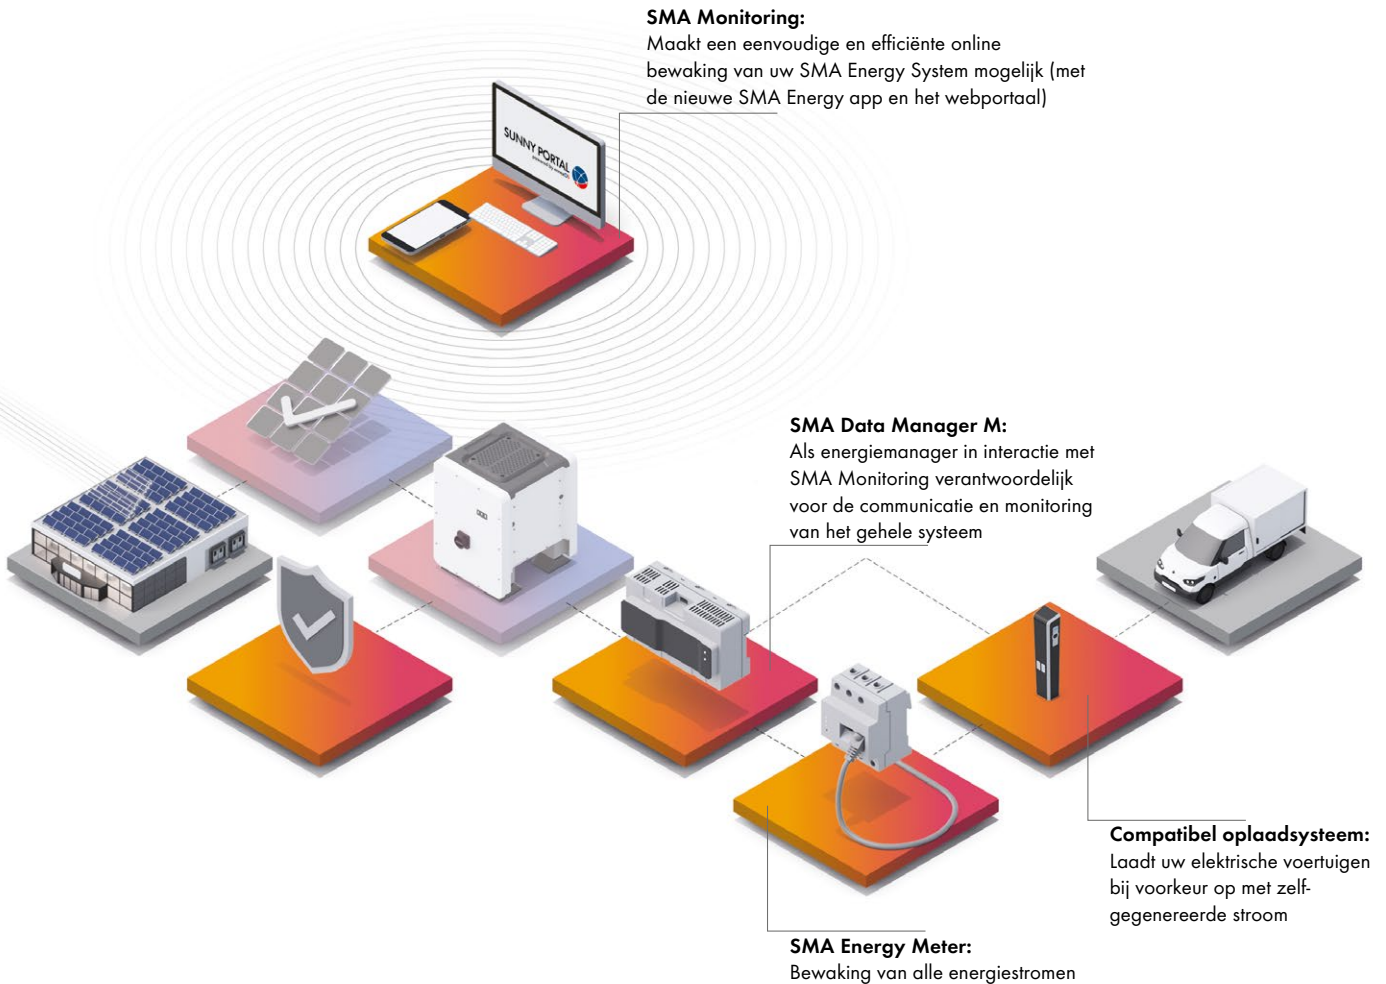 SMA Monitoring:
Maakt een eenvoudige en efficiënte online
bewaking van uw SMA Energy System mogelijk (met
de nieuwe SMA Energy app en het webportaal)
SUNNY PORTAL
powered by ennexOS
SMA Data Manager M:
Als energiemanager in interactie met
SMA Monitoring verantwoordelijk
voor de communicatie en monitoring
van het gehele systeem
Compatibel oplaadsysteem:
Laadt uw elektrische voertuigen
bij voorkeur op met zelf-
gegenereerde stroom
SMA Energy Meter:
Bewaking van alle energiestromen